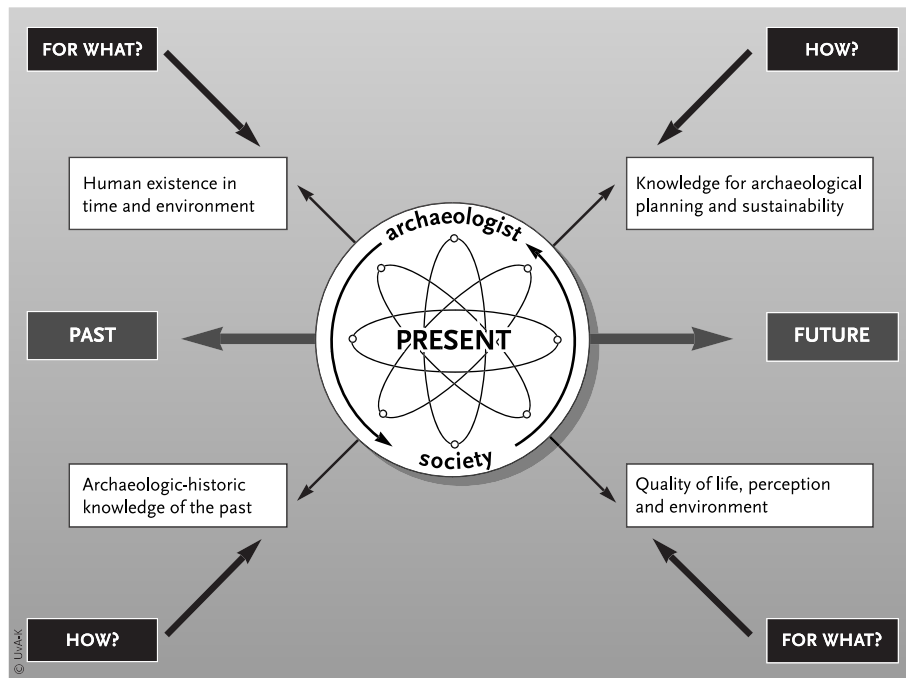 FOR WHAT?
HOW?
Human existence in
time and environment
Knowledge for archaeological
planning and sustainability
archaeologist
PAST
PRESENT
FUTURE
society
Archaeologic-historic
knowledge of the past
Quality of life, perception
and environment
HOW?
FOR WHAT?
© UvA-K